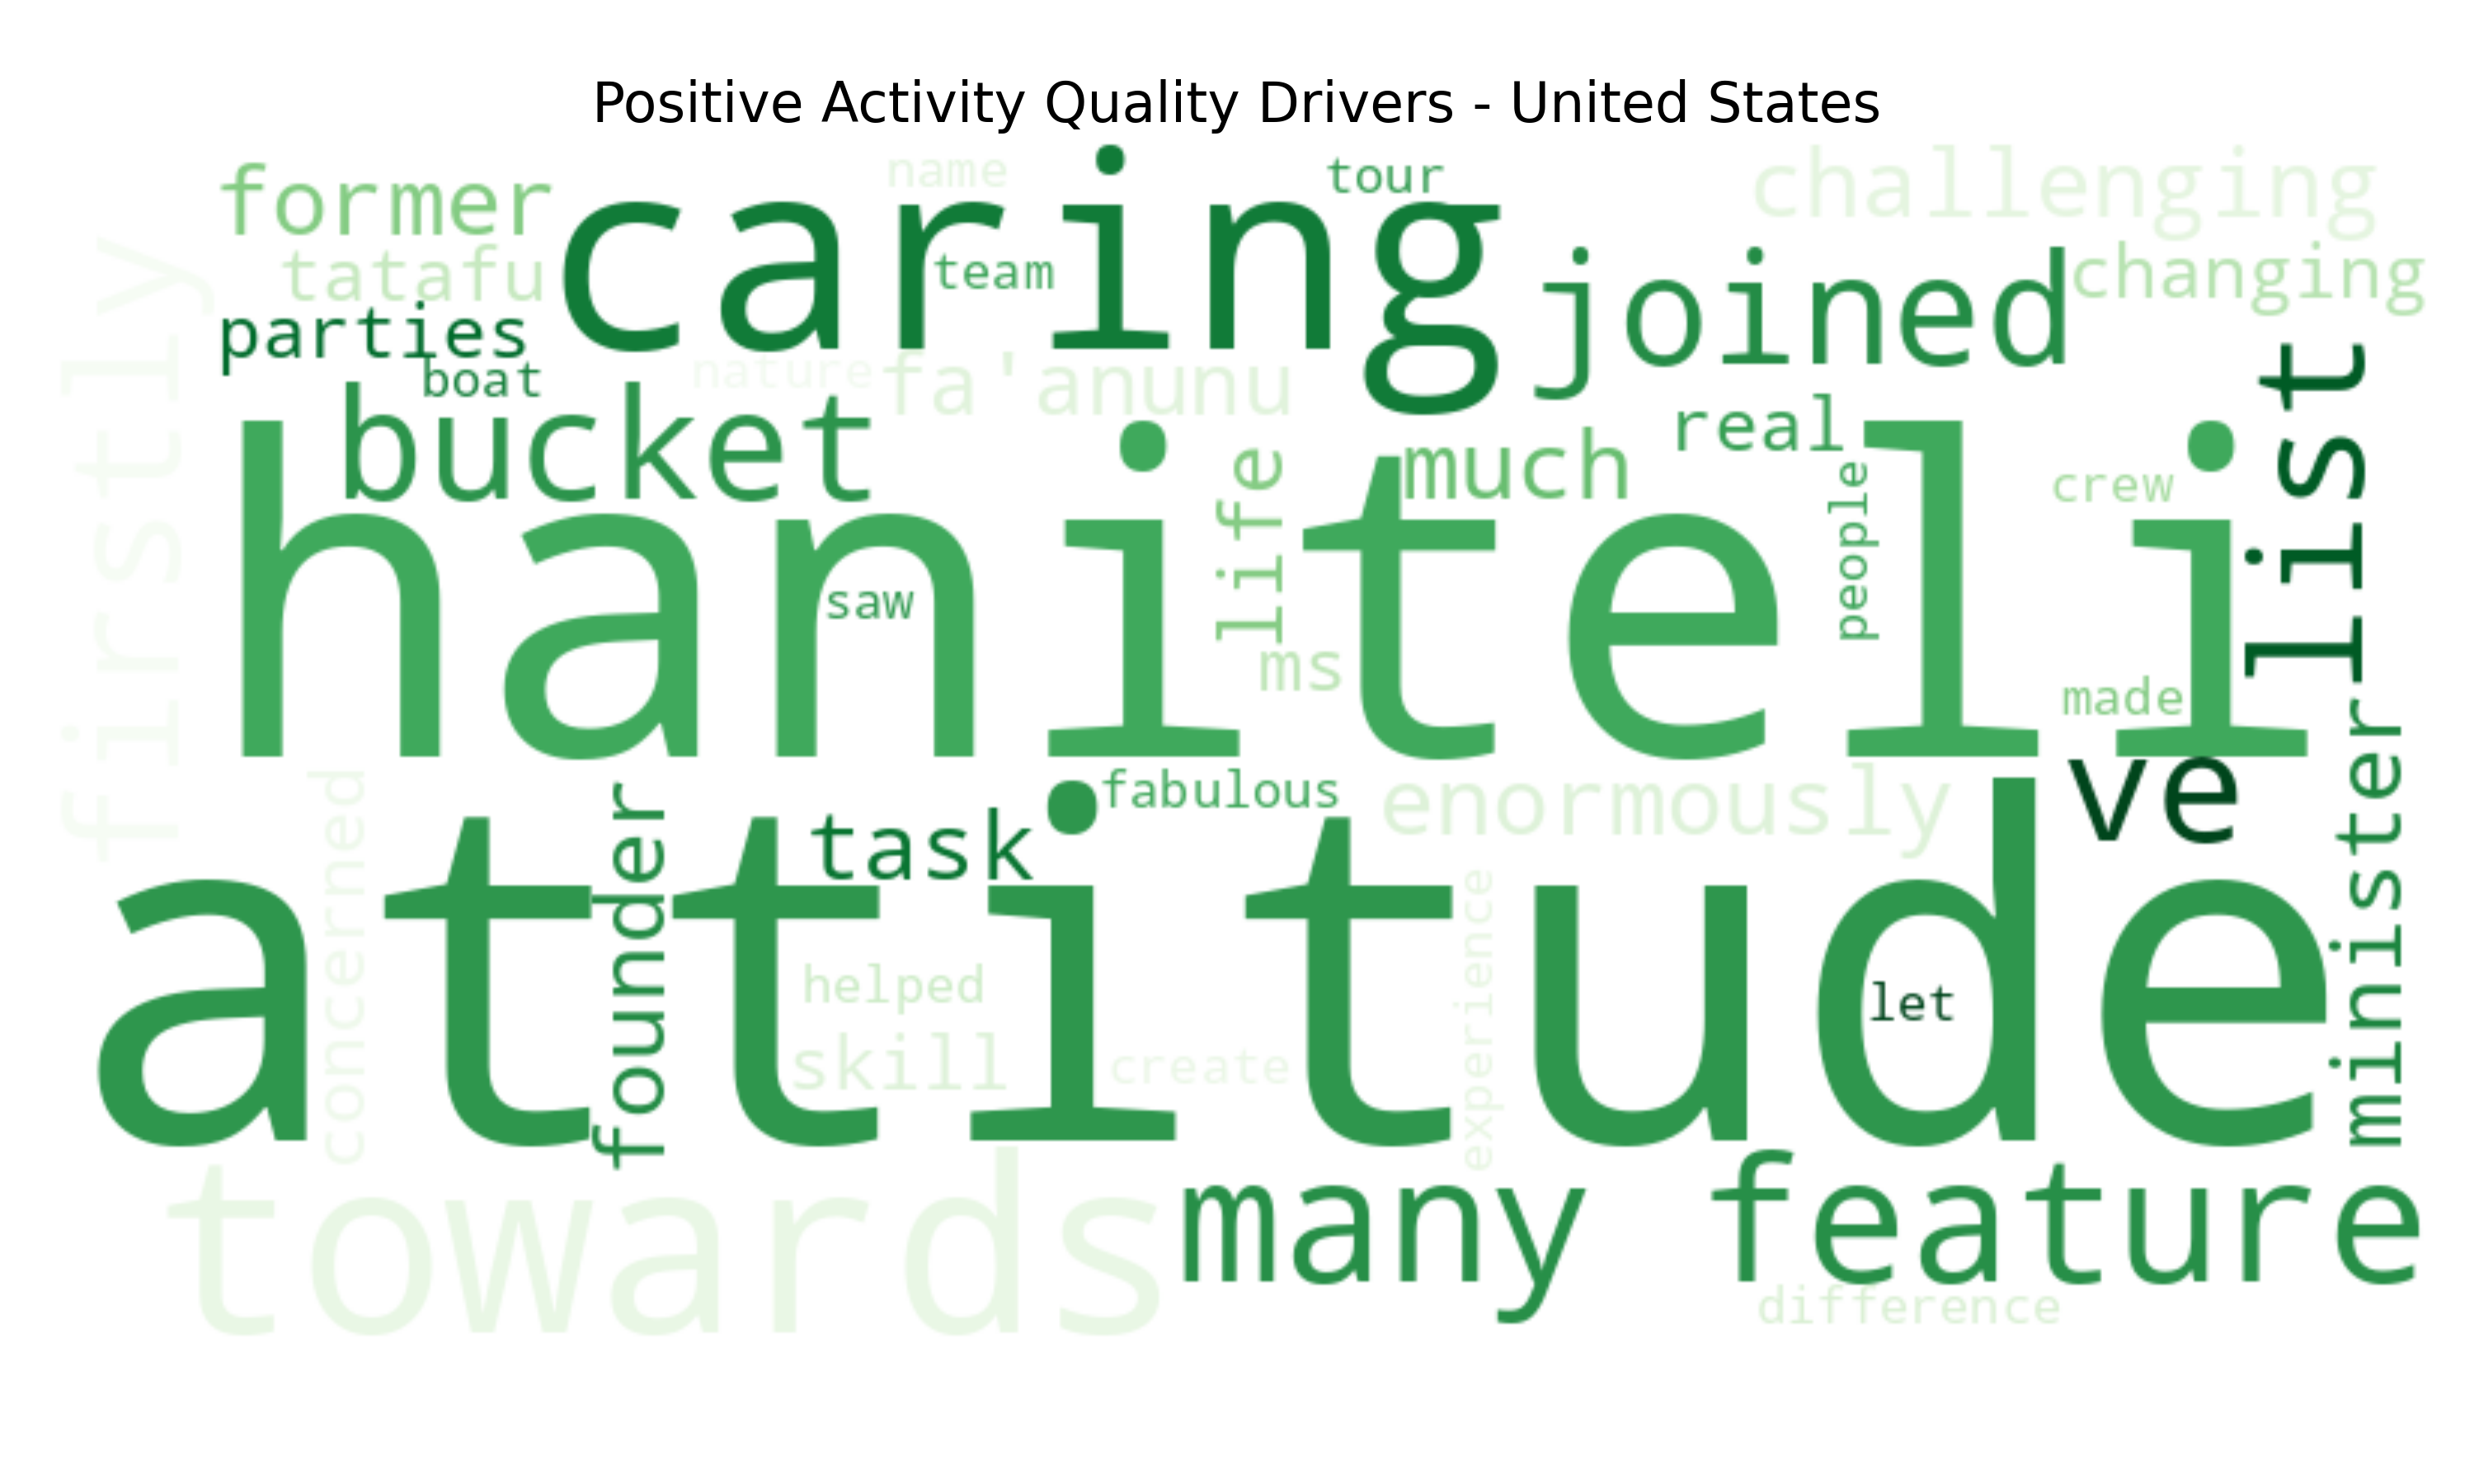 Positive Activity Quality Drivers - United States
name
tour
challenging
former
caring
tatafu
team
joined
changing
parties
boat
nature
fa'anunu
firstly
bucket
real
list
much
life
people
crew
haniteli
saw
ms
made
fabulous
enormously
ve
task
minister
concerned
founder
attitude
helped
experience
let
skill
create
towards
many feature
difference